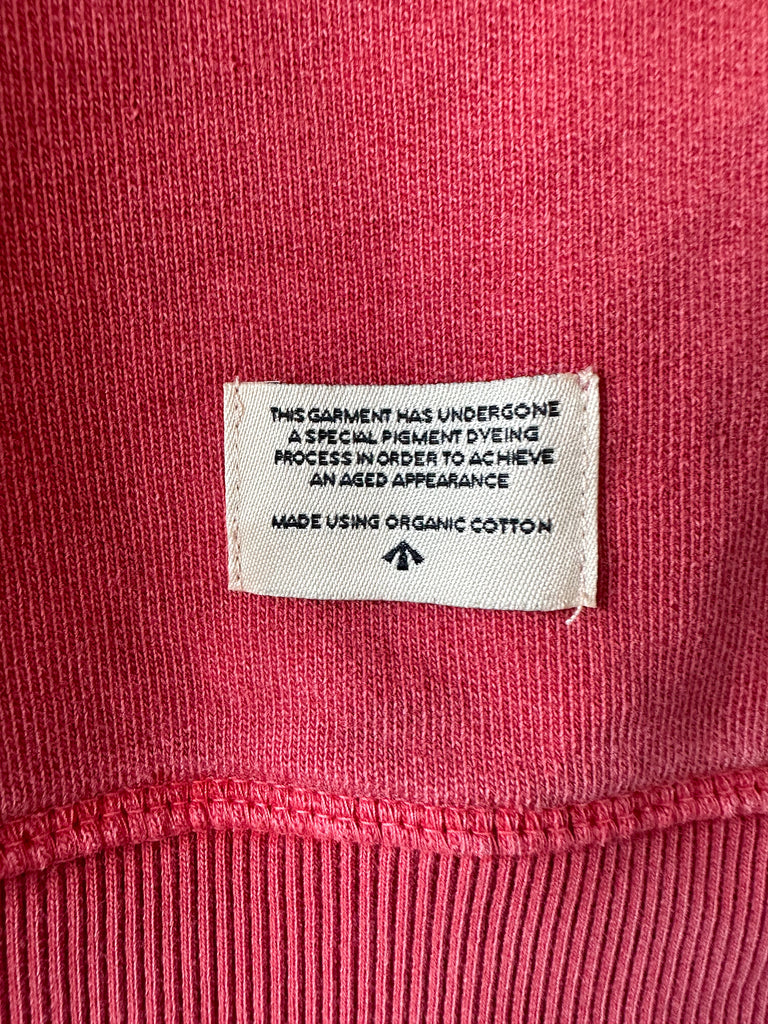 THIS GARMENT HAS UNDERGONE
A SPECIAL PIGMENT DYEING
PROCESS IN ORDER TO ACHIEVE
AN AGED APPEARANCE
MADE USING ORGANIC COTTON